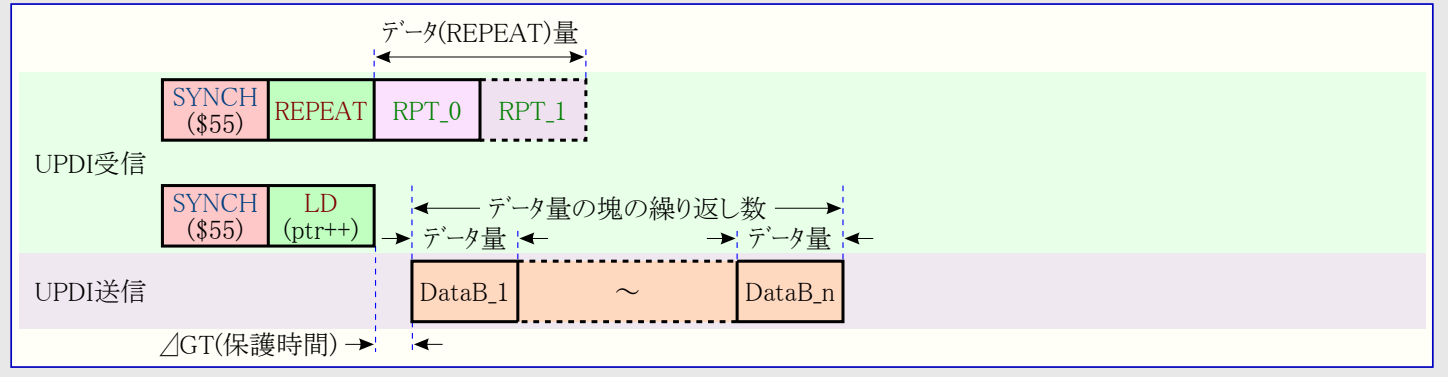 データ(REPEAT)量
SYNCH
($55)
REPEAT
RPT_0
RPT_1
UPDI受信
SYNCH
($55)
LD
(ptr++)
データ量の塊の繰り返し数
データ量
データ量
UPDI送信
DataB_1
～
DataB_n
⊿GT(保護時間)